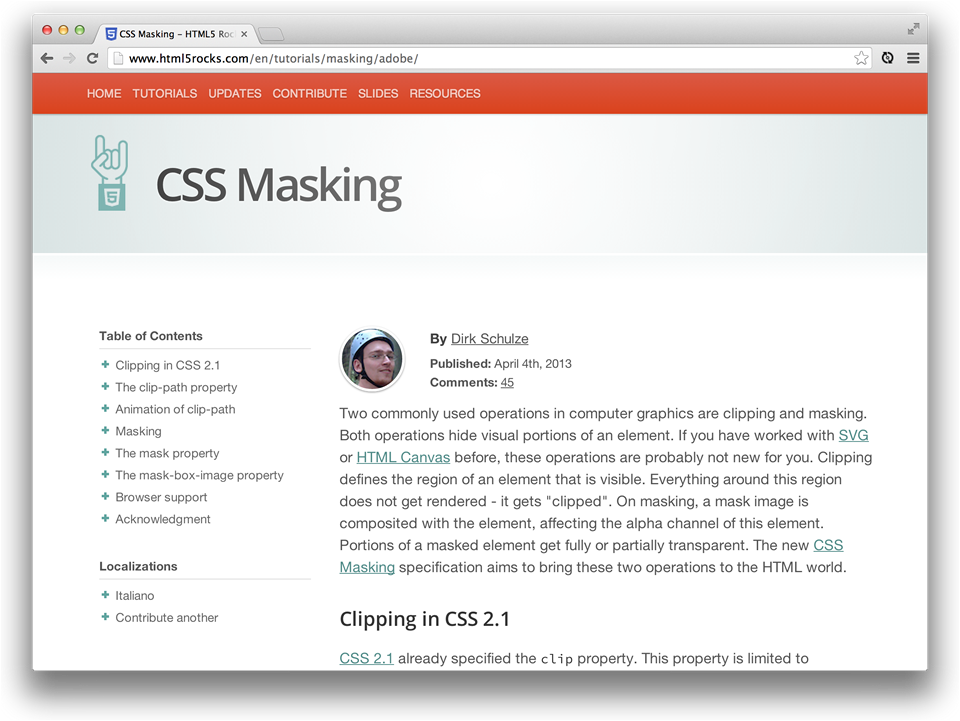 CSS Masking – HTML5 Roc
www.html5rocks.com/en/tutorials/masking/adobe/
HOME TUTORIALS UPDATES CONTRIBUTE SLIDES RESOURCES
CSS Masking
Table of Contents
Clipping in CSS 2.1
The clip-path property
Animation of clip-path
Masking
The mask property
The mask-box-image property
Browser support
Acknowledgment
Localizations
Italiano
Contribute another
By Dirk Schulze
Published: April 4th, 2013
Comments: 45
Two commonly used operations in computer graphics are clipping and masking.
Both operations hide visual portions of an element. If you have worked with SVG
or HTML Canvas before, these operations are probably not new for you. Clipping
defines the region of an element that is visible. Everything around this region
does not get rendered - it gets "clipped". On masking, a mask image is
composited with the element, affecting the alpha channel of this element.
Portions of a masked element get fully or partially transparent. The new CSS
Masking specification aims to bring these two operations to the HTML world.
Clipping in CSS 2.1
CSS 2.1 already specified the clip property. This property is limited to